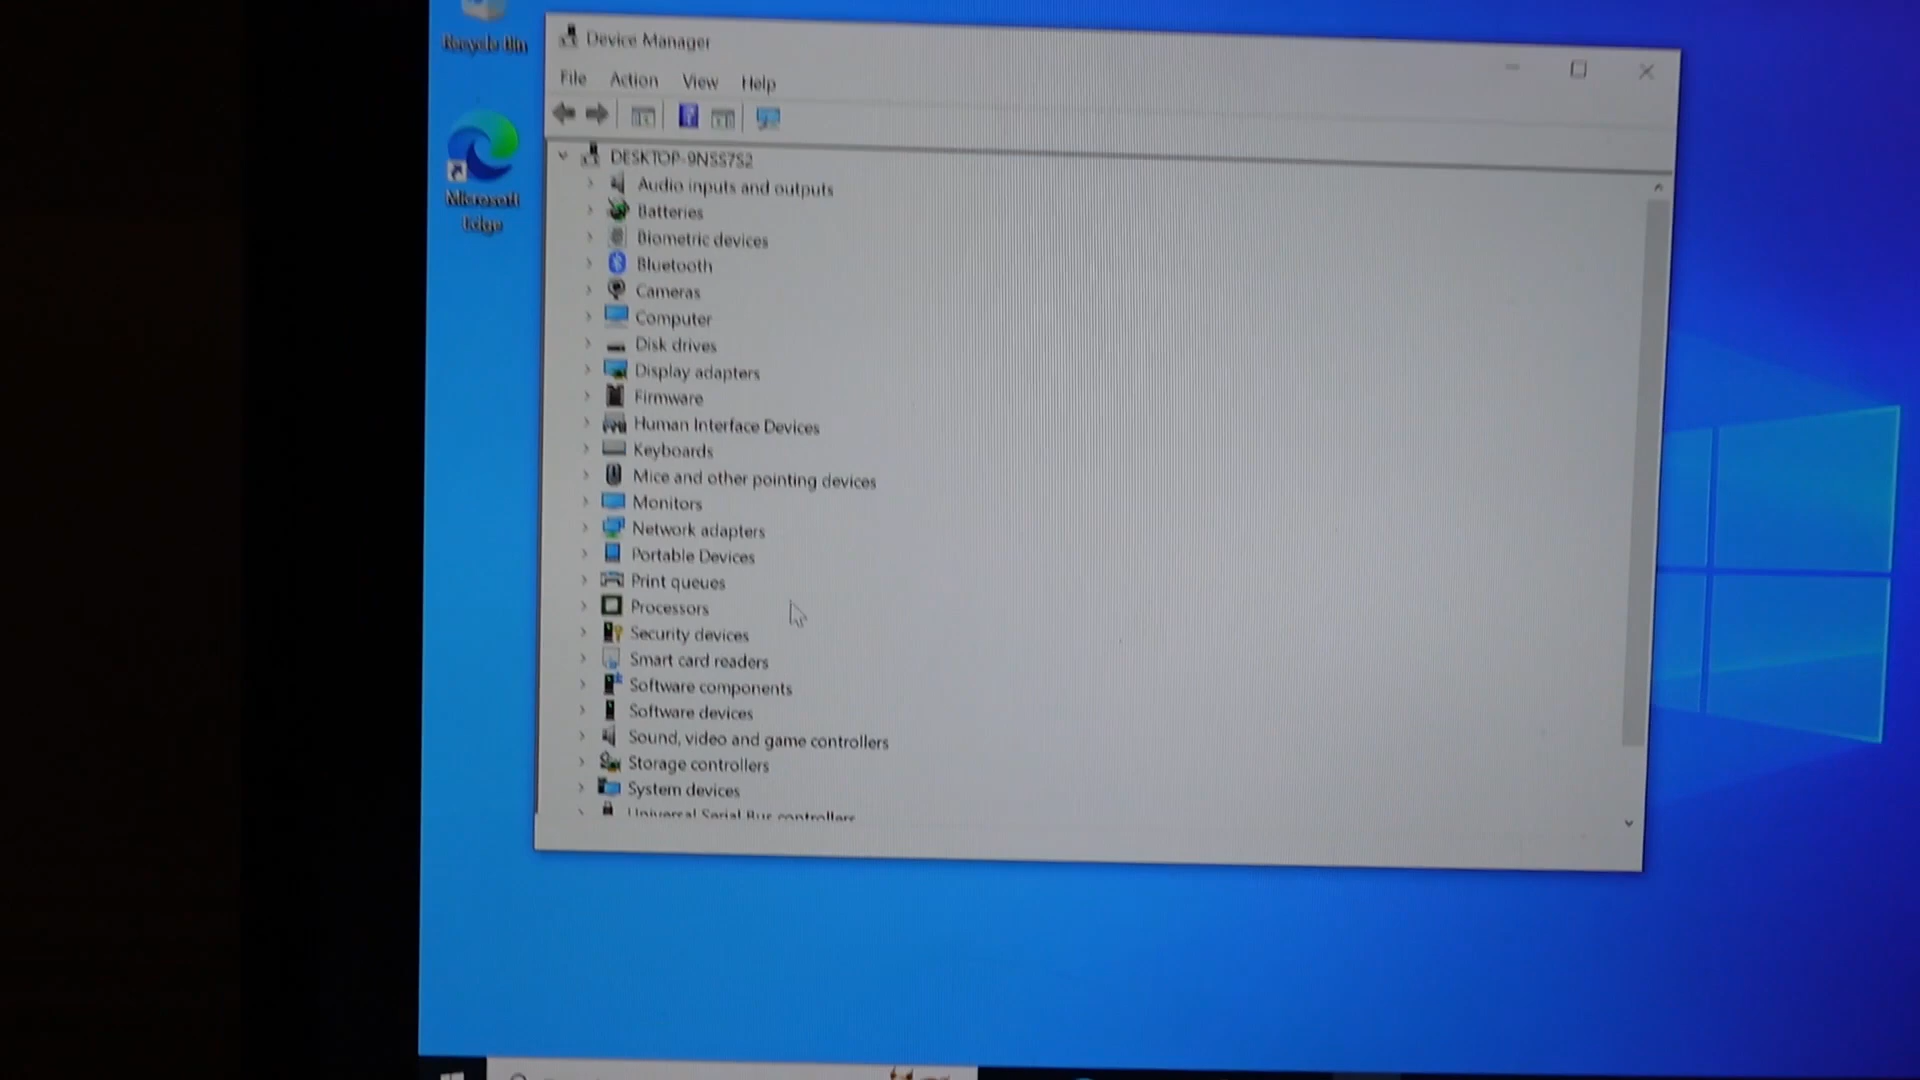 Recycle Bin
Microsoft
Edge
Device Manager
File Action View Help
DESKTOP-9NSS7S2
Audio inputs and outputs
Batteries
Biometric devices
Bluetooth
Cameras
Computer
Disk drives
Display adapters
Firmware
Human Interface Devices
Keyboards
Mice and other pointing devices
Monitors
Network adapters
Portable Devices
Print queues
Processors
Security devices
Smart card readers
Software components
Software devices
Sound, video and game controllers
Storage controllers
System devices
Universal Serial Bus controllers